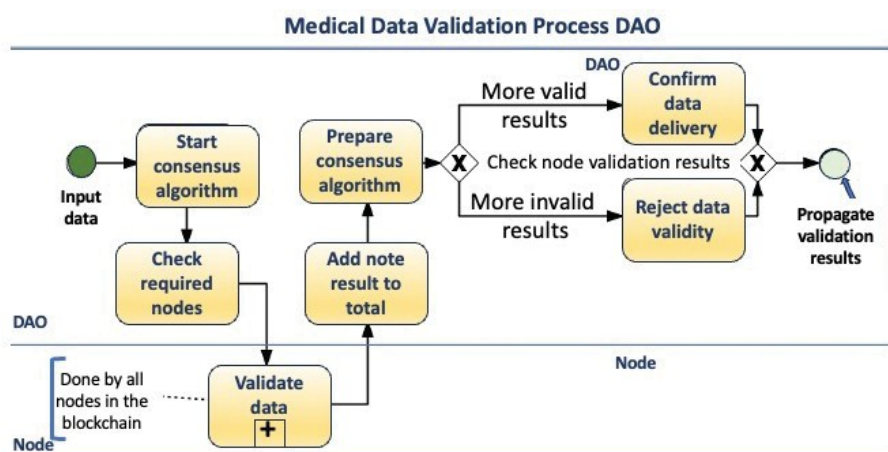 Medical Data Validation Process DAO
DAO
Confirm
data
delivery
More valid
results
Start
consensus
algorithm
Prepare
consensus
algorithm
X
Check node validation results
X
Input
data
More invalid
results
Reject data
validity
Propagate
validation
results
Check
required
nodes
Add note
result to
total
DAO
Node
Done by all
nodes in the
blockchain
Validate
data
+
Node